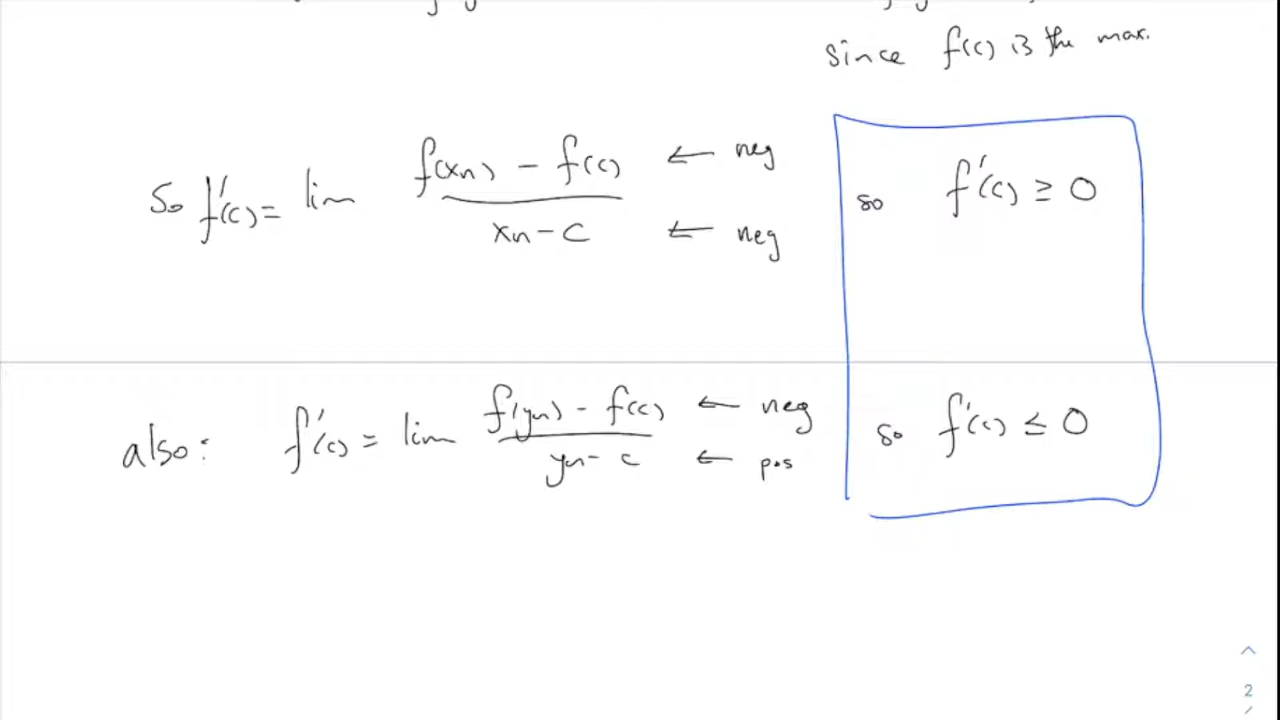 since f(c) is the max.
So f'(c) = lim f(xn) - f(c) ← neg
xn - c ← neg
so f'(c) ≥ 0
also: f'(c) = lim f(yn) - f(c) ← neg
yn - c ← pos
so f'(c) ≤ 0
2